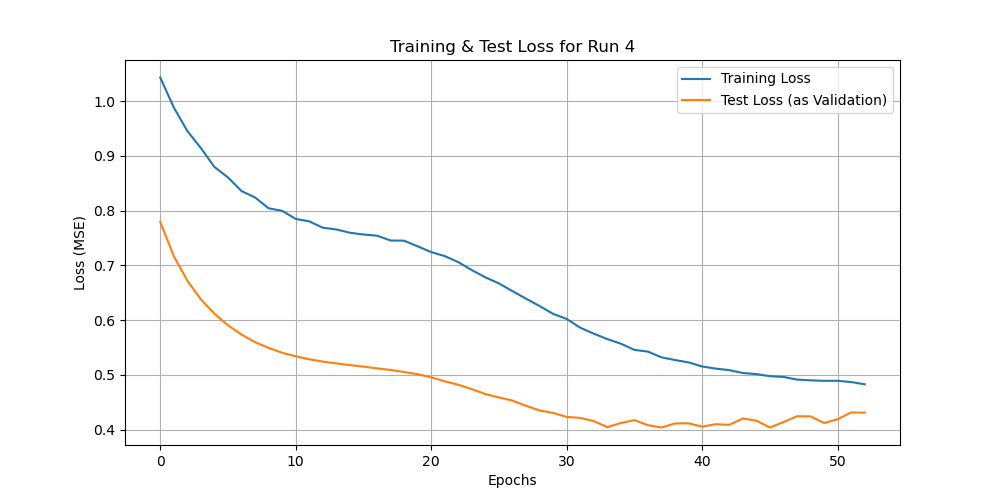 Training & Test Loss for Run 4
Training Loss
Test Loss (as Validation)
Loss (MSE)
1.0
0.9
0.8
0.7
0.6
0.5
0.4
0 10 20 30 40 50
Epochs